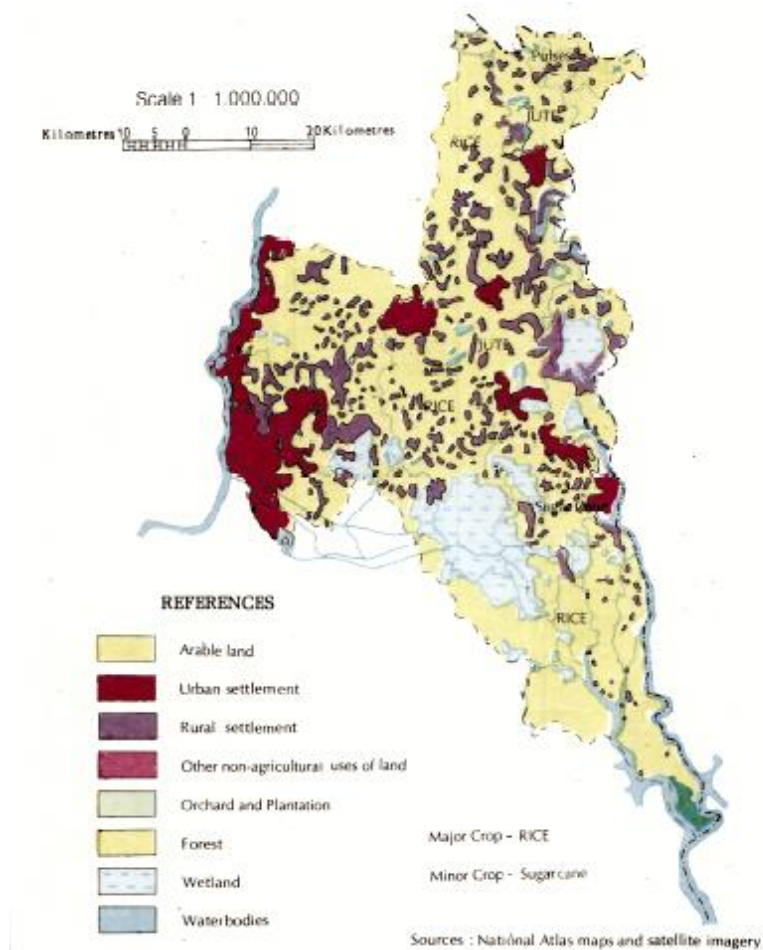 Pulses
Scale 1 1.000.000
JUTE
Kilometres 10 5 0 10 20 Kilometres
RICE
JUTE
RICE
RICE
REFERENCES
Arable land
Urban settlement
Rural settlement
Other non-agricultural uses of land
Orchard and Plantation
Forest
Major Crop - RICE
Wetland
Minor Crop - Sugarcane
Waterbodies
Sources : National Atlas maps and satellite imagery